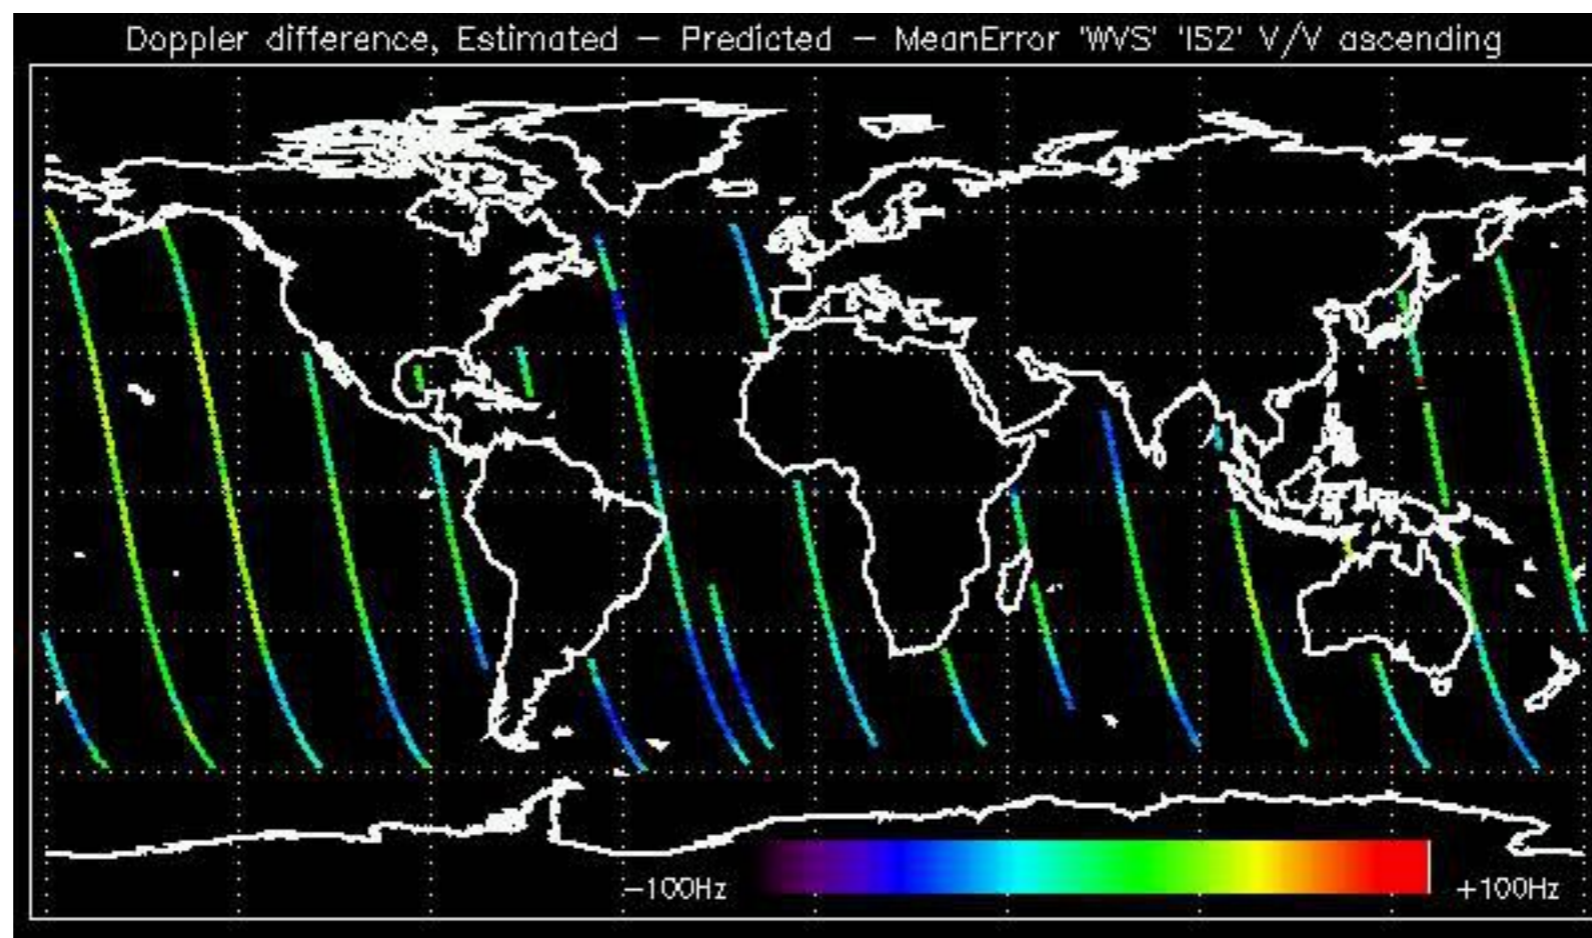 Doppler difference, Estimated − Predicted − MeanError 'WVS' 'IS2' V/V ascending
−100Hz +100Hz